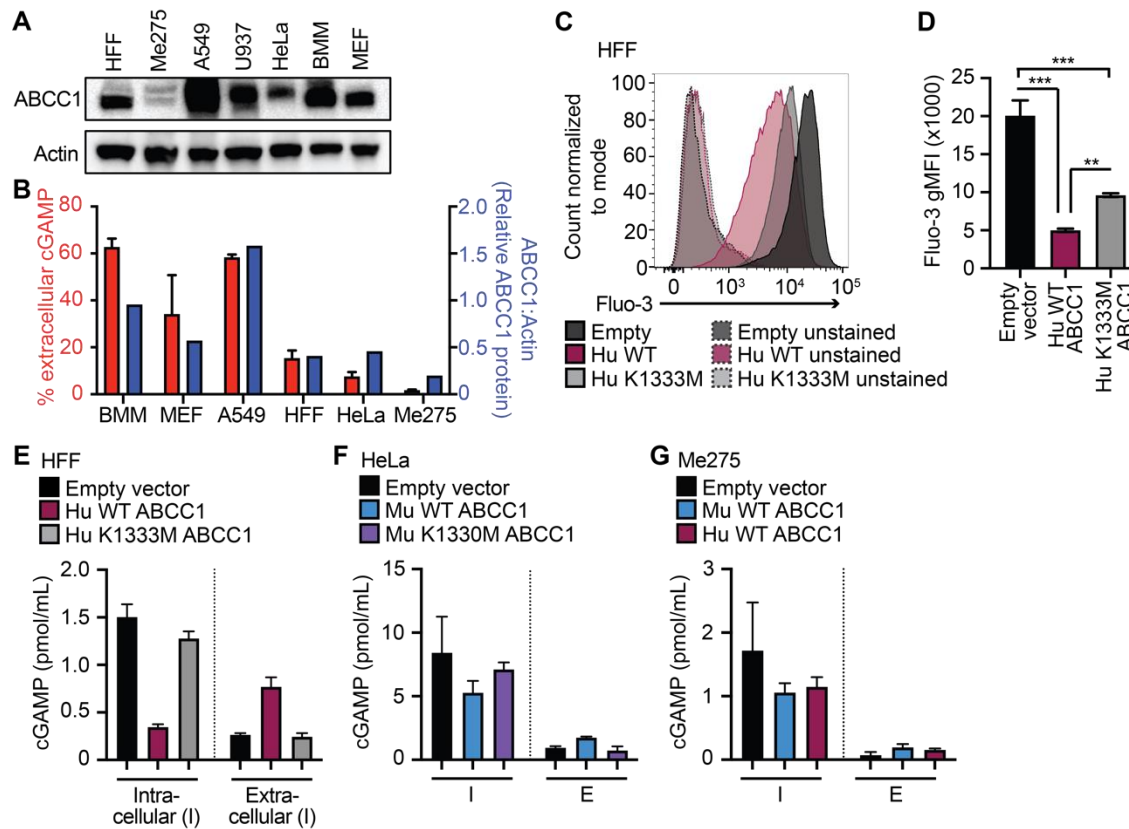 A
HFF
Me275
A549
U937
HeLa
BMM
MEF
ABCC1
Actin
B
% extracellular cGAMP
80
60
40
20
0
2.0
1.5
1.0
0.5
0
ABCC1:Actin
(Relative ABCC1 protein)
BMM MEF A549 HFF HeLa Me275
C
HFF
Count normalized
to mode
100
80
60
40
20
0
0 10³ 10⁴ 10⁵
Fluo-3
Empty
Hu WT
Hu K1333M
Empty unstained
Hu WT unstained
Hu K1333M unstained
D
Fluo-3 gMFI (x1000)
25
20
15
10
5
0
***
***
**
Empty
vector
Hu WT
ABCC1
Hu K1333M
ABCC1
E HFF
Empty vector
Hu WT ABCC1
Hu K1333M ABCC1
cGAMP (pmol/mL)
2.0
1.5
1.0
0.5
0
Intra-
cellular (I)
Extra-
cellular (I)
F HeLa
Empty vector
Mu WT ABCC1
Mu K1330M ABCC1
cGAMP (pmol/mL)
15
10
5
0
I E
G Me275
Empty vector
Mu WT ABCC1
Hu WT ABCC1
cGAMP (pmol/mL)
3
2
1
0
I E